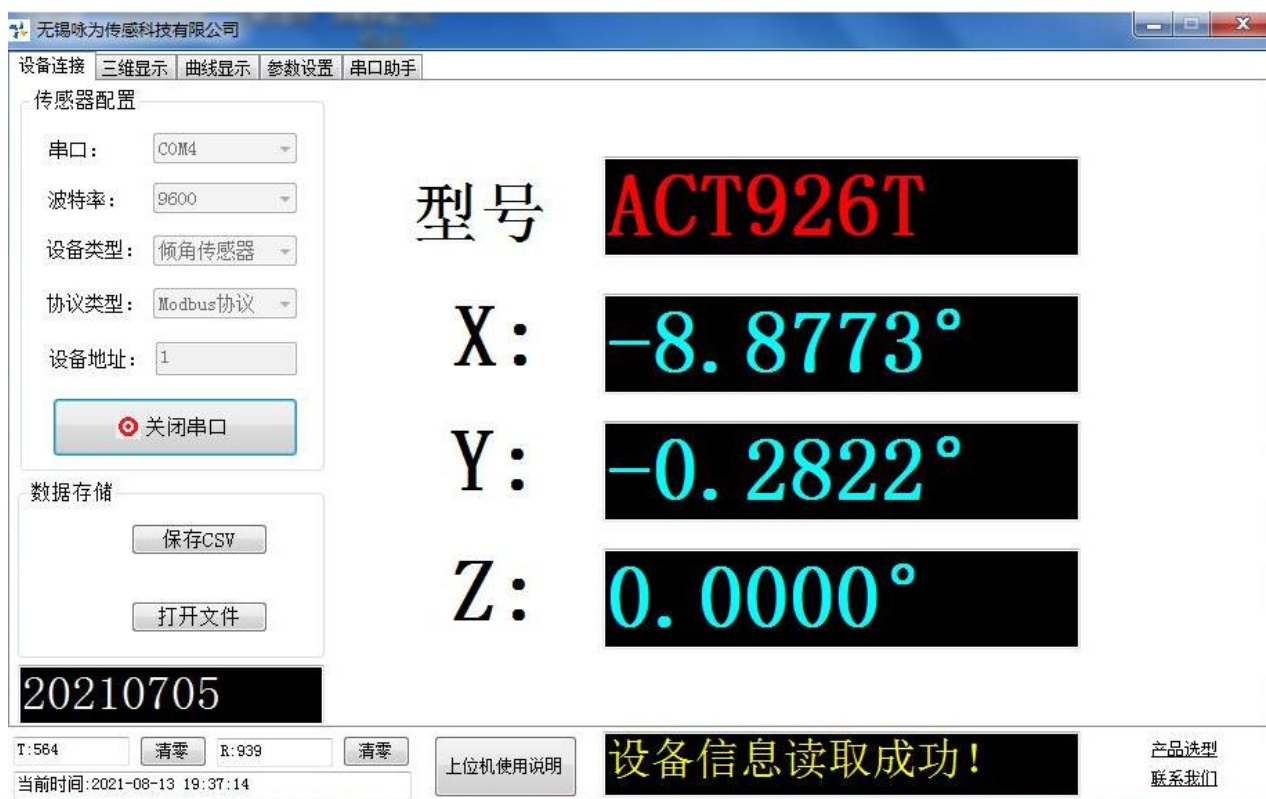 无锡咏为传感科技有限公司
设备连接 三维显示 曲线显示 参数设置 串口助手
传感器配置
串口: COM4
波特率: 9600
设备类型: 倾角传感器
协议类型: Modbus协议
设备地址: 1
关闭串口
数据存储
保存CSV
打开文件
20210705
型号 ACT926T
X: -8.8773°
Y: -0.2822°
Z: 0.0000°
T:564 清零 R:939 清零
当前时间:2021-08-13 19:37:14
上位机使用说明
设备信息读取成功!
产品选型
联系我们